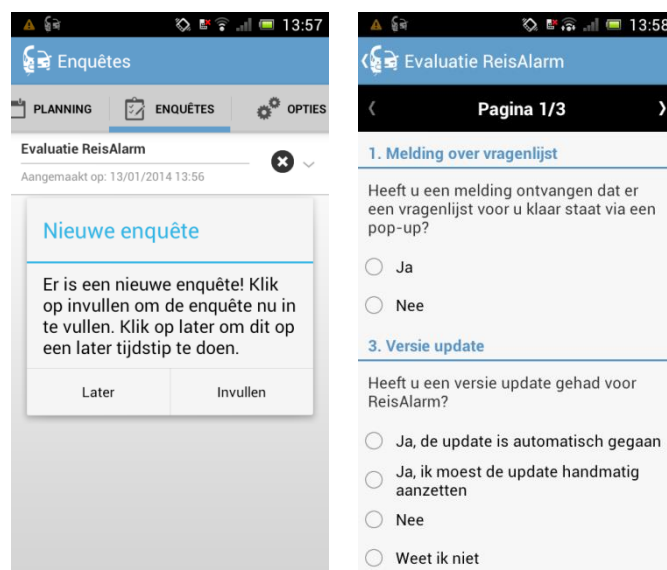 13:57
Enquêtes
PLANNING
ENQUÊTES
OPTIES
Evaluatie ReisAlarm
Aangemaakt op: 13/01/2014 13:56
Nieuwe enquête
Er is een nieuwe enquête! Klik
op invullen om de enquête nu in
te vullen. Klik op later om dit op
een later tijdstip te doen.
Later
Invullen
13:58
Evaluatie ReisAlarm
Pagina 1/3
1. Melding over vragenlijst
Heeft u een melding ontvangen dat er
een vragenlijst voor u klaar staat via een
pop-up?
Ja
Nee
3. Versie update
Heeft u een versie update gehad voor
ReisAlarm?
Ja, de update is automatisch gegaan
Ja, ik moest de update handmatig
aanzetten
Nee
Weet ik niet